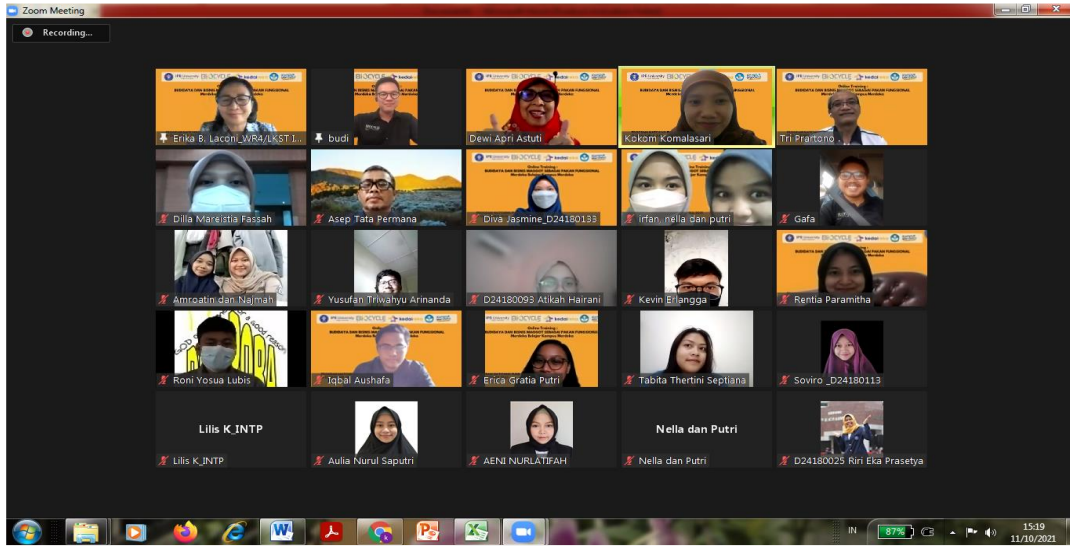 Zoom Meeting
Recording...
Erika B. Laconi_WR4/LKST I...
budi
Dewi Apri Astuti
Kokom Komalasari
Tri Prartono
Dilla Mareistia Fassah
Asep Tata Permana
Diva Jasmine_D24180133
irfan, nella dan putri
Gafa
Amroatin dan Najmah
Yusufan Triwahyu Arinanda
D24180093 Atikah Hairani
Kevin Erlangga
Rentia Paramitha
Roni Yosua Lubis
Iqbal Aushafa
Erica Gratia Putri
Tabita Thertini Septiana
Soviro _D24180113
Lilis K_INTP
Lilis K_INTP
Aulia Nurul Saputri
AENI NURLATIFAH
Nella dan Putri
Nella dan Putri
D24180025 Riri Eka Prasetya
IN
87%
15:19
11/10/2021